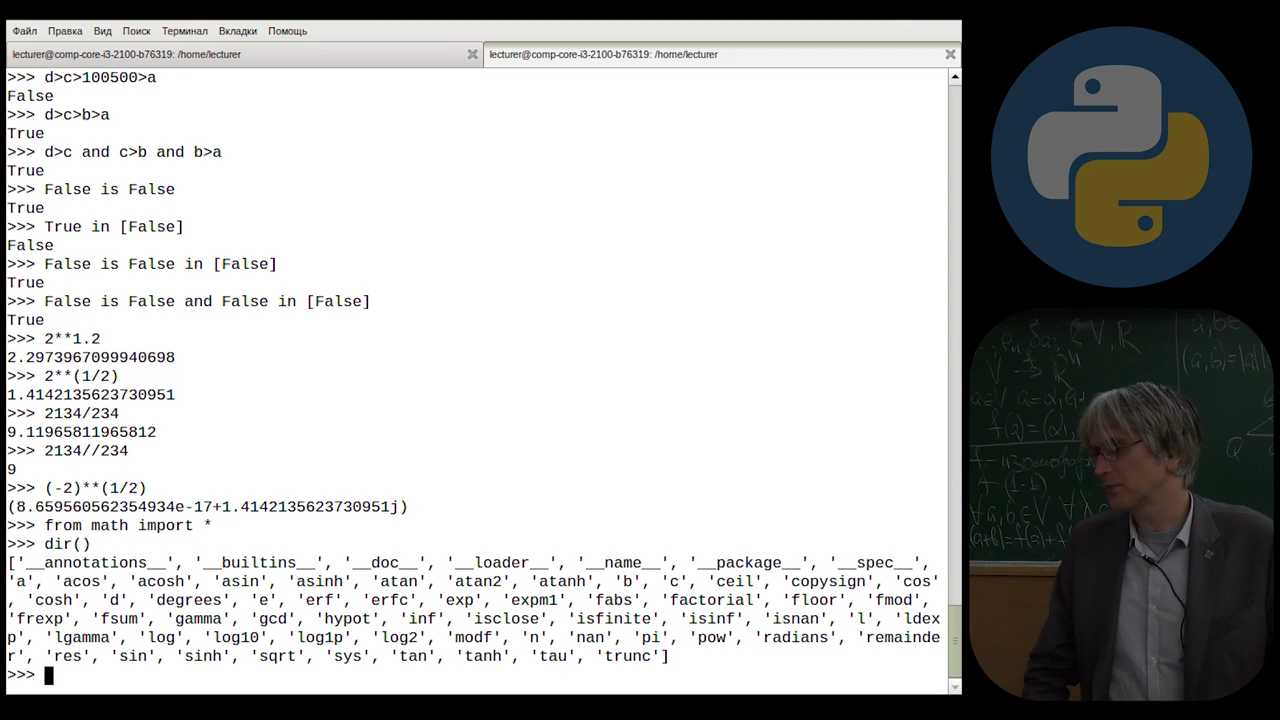 Файл Правка Вид Поиск Терминал Вкладки Помощь
lecturer@comp-core-i3-2100-b76319: /home/lecturer
lecturer@comp-core-i3-2100-b76319: /home/lecturer
>>> d>c>100500>a
False
>>> d>c>b>a
True
>>> d>c and c>b and b>a
True
>>> False is False
True
>>> True in [False]
False
>>> False is False in [False]
True
>>> False is False and False in [False]
True
>>> 2**1.2
2.2973967099940698
>>> 2**(1/2)
1.4142135623730951
>>> 2134/234
9.11965811965812
>>> 2134//234
9
>>> (-2)**(1/2)
(8.659560562354934e-17+1.4142135623730951j)
>>> from math import *
>>> dir()
['__annotations__', '__builtins__', '__doc__', '__loader__', '__name__', '__package__', '__spec__',
'a', 'acos', 'acosh', 'asin', 'asinh', 'atan', 'atan2', 'atanh', 'b', 'c', 'ceil', 'copysign', 'cos'
, 'cosh', 'd', 'degrees', 'e', 'erf', 'erfc', 'exp', 'expm1', 'fabs', 'factorial', 'floor', 'fmod',
'frexp', 'fsum', 'gamma', 'gcd', 'hypot', 'inf', 'isclose', 'isfinite', 'isinf', 'isnan', 'l', 'ldex
p', 'lgamma', 'log', 'log10', 'log1p', 'log2', 'modf', 'n', 'nan', 'pi', 'pow', 'radians', 'remainde
r', 'res', 'sin', 'sinh', 'sqrt', 'sys', 'tan', 'tanh', 'tau', 'trunc']
>>>